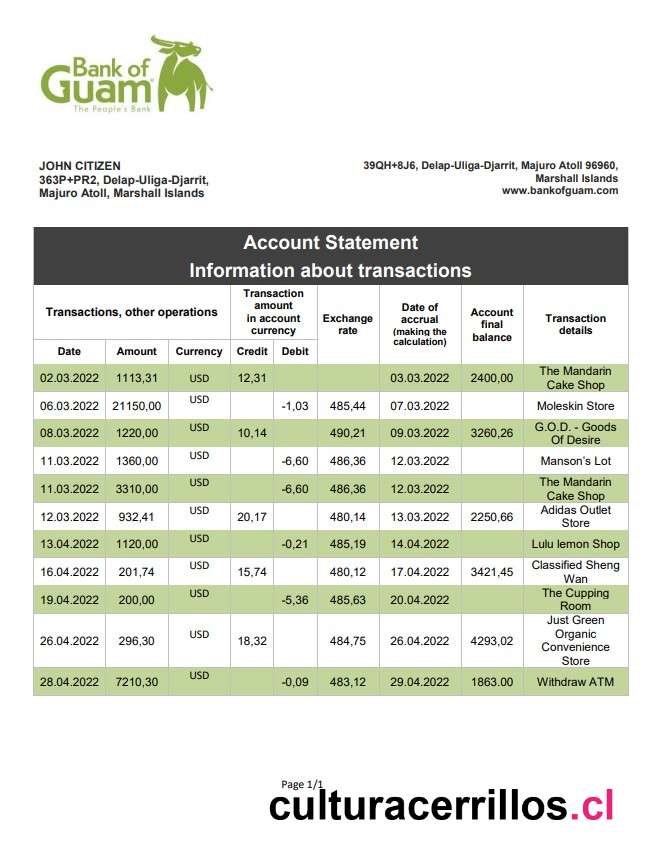 Bank of
Guam
The People's Bank
JOHN CITIZEN
363P+PR2, Delap-Uliga-Djarrit,
Majuro Atoll, Marshall Islands
39QH+8J6, Delap-Uliga-Djarrit, Majuro Atoll 96960,
Marshall Islands
www.bankofguam.com
Account Statement
Information about transactions
Transactions, other operations
Transaction
amount
in account
currency
Exchange
rate
Date of
accrual
(making the
calculation)
Account
final
balance
Transaction
details
Date Amount Currency Credit Debit
02.03.2022 1113,31 USD 12,31 03.03.2022 2400,00 The Mandarin
Cake Shop
06.03.2022 21150,00 USD -1,03 485,44 07.03.2022 Moleskin Store
08.03.2022 1220,00 USD 10,14 490,21 09.03.2022 3260,26 G.O.D. - Goods
Of Desire
11.03.2022 1360,00 USD -6,60 486,36 12.03.2022 Manson's Lot
11.03.2022 3310,00 USD -6,60 486,36 12.03.2022 The Mandarin
Cake Shop
12.03.2022 932,41 USD 20,17 480,14 13.03.2022 2250,66 Adidas Outlet
Store
13.04.2022 1120,00 USD -0,21 485,19 14.04.2022 Lulu lemon Shop
16.04.2022 201,74 USD 15,74 480,12 17.04.2022 3421,45 Classified Sheng
Wan
19.04.2022 200,00 USD -5,36 485,63 20.04.2022 The Cupping
Room
26.04.2022 296,30 USD 18,32 484,75 26.04.2022 4293,02 Just Green
Organic
Convenience
Store
28.04.2022 7210,30 USD -0,09 483,12 29.04.2022 1863.00 Withdraw ATM
Page 1/1
culturacerrillos.cl